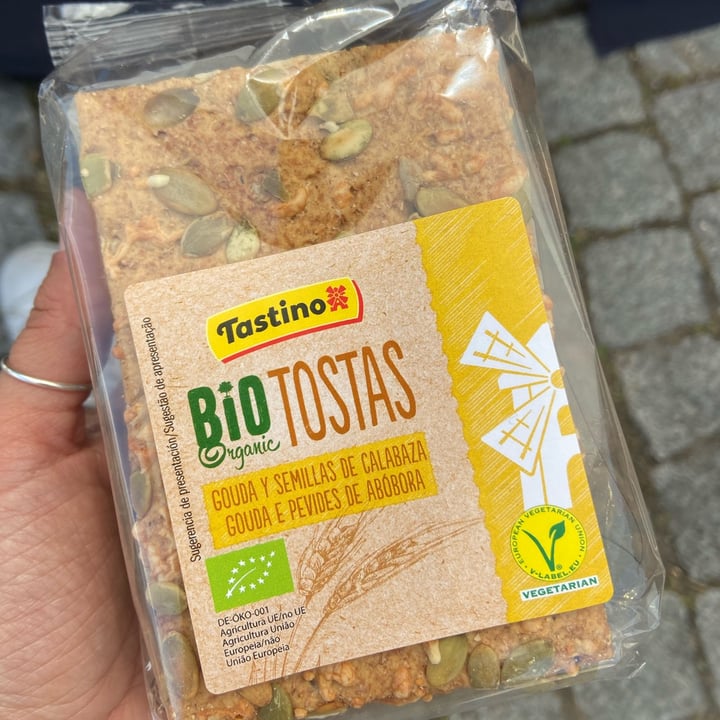 Tastino
BIO TOSTAS
Organic
GOUDA Y SEMILLAS DE CALABAZA
GOUDA E PEVIDES DE ABÓBORA
Sugerencia de presentación/Sugestão de apresentação
DE-ÖKO-001
Agricultura UE/no UE
Agricultura União
Europeia/não
União Europeia
EUROPEAN VEGETARIAN UNION
V-LABEL.EU
VEGETARIAN